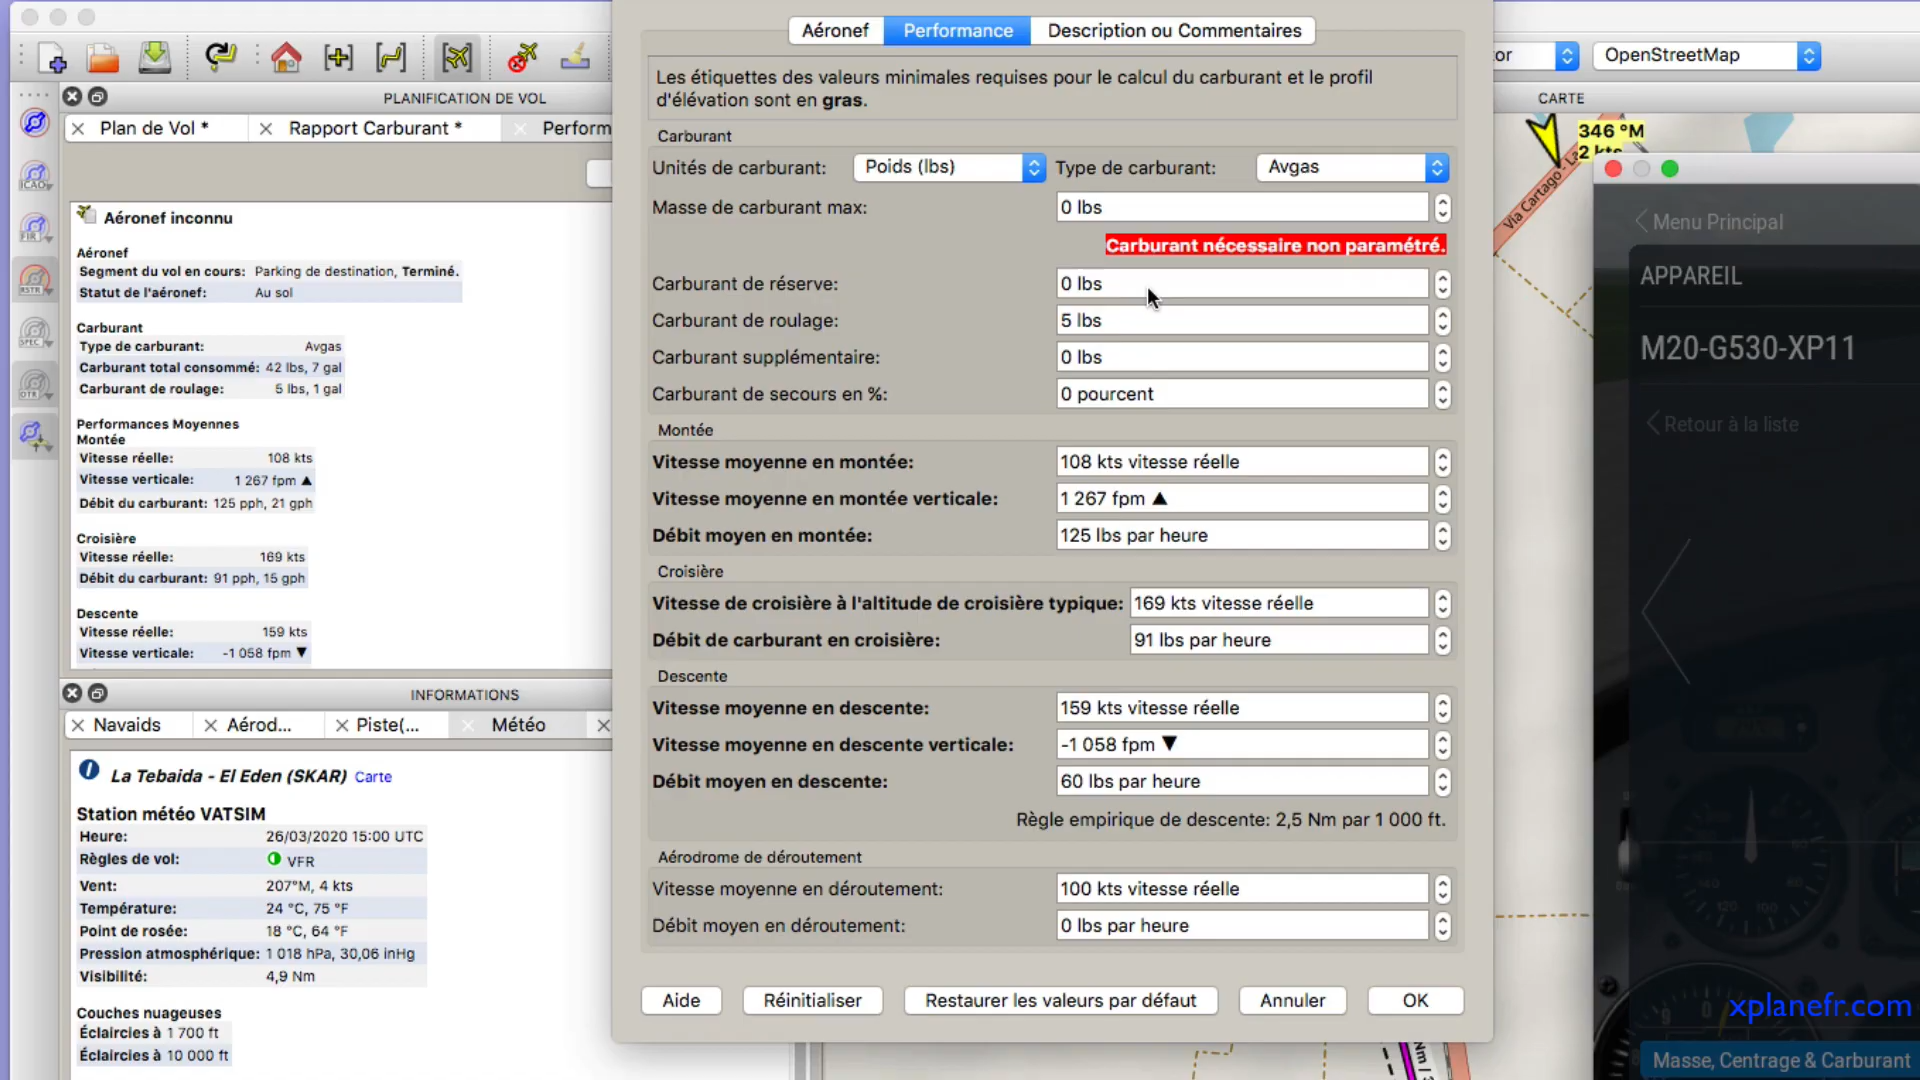 Aéronef
Performance
Description ou Commentaires
Les étiquettes des valeurs minimales requises pour le calcul du carburant et le profil
d'élévation sont en gras.
OpenStreetMap
PLANIFICATION DE VOL
Plan de Vol *
Rapport Carburant *
Perform
CARTE
346 °M
2 kts
Via Cartago - La
Aéronef inconnu
Aéronef
Segment du vol en cours: Parking de destination, Terminé.
Statut de l'aéronef: Au sol
Carburant
Type de carburant: Avgas
Carburant total consommé: 42 lbs, 7 gal
Carburant de roulage: 5 lbs, 1 gal
Performances Moyennes
Montée
Vitesse réelle: 108 kts
Vitesse verticale: 1 267 fpm ▲
Débit du carburant: 125 pph, 21 gph
Croisière
Vitesse réelle: 169 kts
Débit du carburant: 91 pph, 15 gph
Descente
Vitesse réelle: 159 kts
Vitesse verticale: -1 058 fpm ▼
ICAO
FIR
RSTR
SPEC
OTR
INFORMATIONS
Navaids
Aérod...
Piste(...
Météo
La Tebaida - El Eden (SKAR) Carte
Station météo VATSIM
Heure: 26/03/2020 15:00 UTC
Règles de vol: VFR
Vent: 207°M, 4 kts
Température: 24 °C, 75 °F
Point de rosée: 18 °C, 64 °F
Pression atmosphérique: 1 018 hPa, 30,06 inHg
Visibilité: 4,9 Nm
Couches nuageuses
Éclaircies à 1 700 ft
Éclaircies à 10 000 ft
Carburant
Unités de carburant: Poids (lbs) Type de carburant: Avgas
Masse de carburant max: 0 lbs
Carburant nécessaire non paramétré.
Carburant de réserve: 0 lbs
Carburant de roulage: 5 lbs
Carburant supplémentaire: 0 lbs
Carburant de secours en %: 0 pourcent
Montée
Vitesse moyenne en montée: 108 kts vitesse réelle
Vitesse moyenne en montée verticale: 1 267 fpm ▲
Débit moyen en montée: 125 lbs par heure
Croisière
Vitesse de croisière à l'altitude de croisière typique: 169 kts vitesse réelle
Débit de carburant en croisière: 91 lbs par heure
Descente
Vitesse moyenne en descente: 159 kts vitesse réelle
Vitesse moyenne en descente verticale: -1 058 fpm ▼
Débit moyen en descente: 60 lbs par heure
Règle empirique de descente: 2,5 Nm par 1 000 ft.
Aérodrome de déroutement
Vitesse moyenne en déroutement: 100 kts vitesse réelle
Débit moyen en déroutement: 0 lbs par heure
Aide
Réinitialiser
Restaurer les valeurs par défaut
Annuler
OK
Menu Principal
APPAREIL
M20-G530-XP11
Retour à la liste
xplanefr.com
Masse, Centrage & Carburant